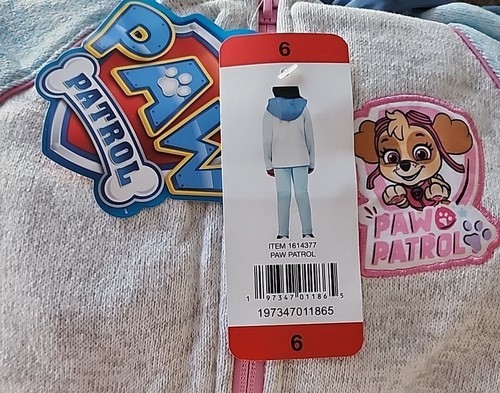 PAW
PATROL
6
ITEM 1614377
PAW PATROL
1 97347 01186 5
197347011865
6
PAW
PATROL